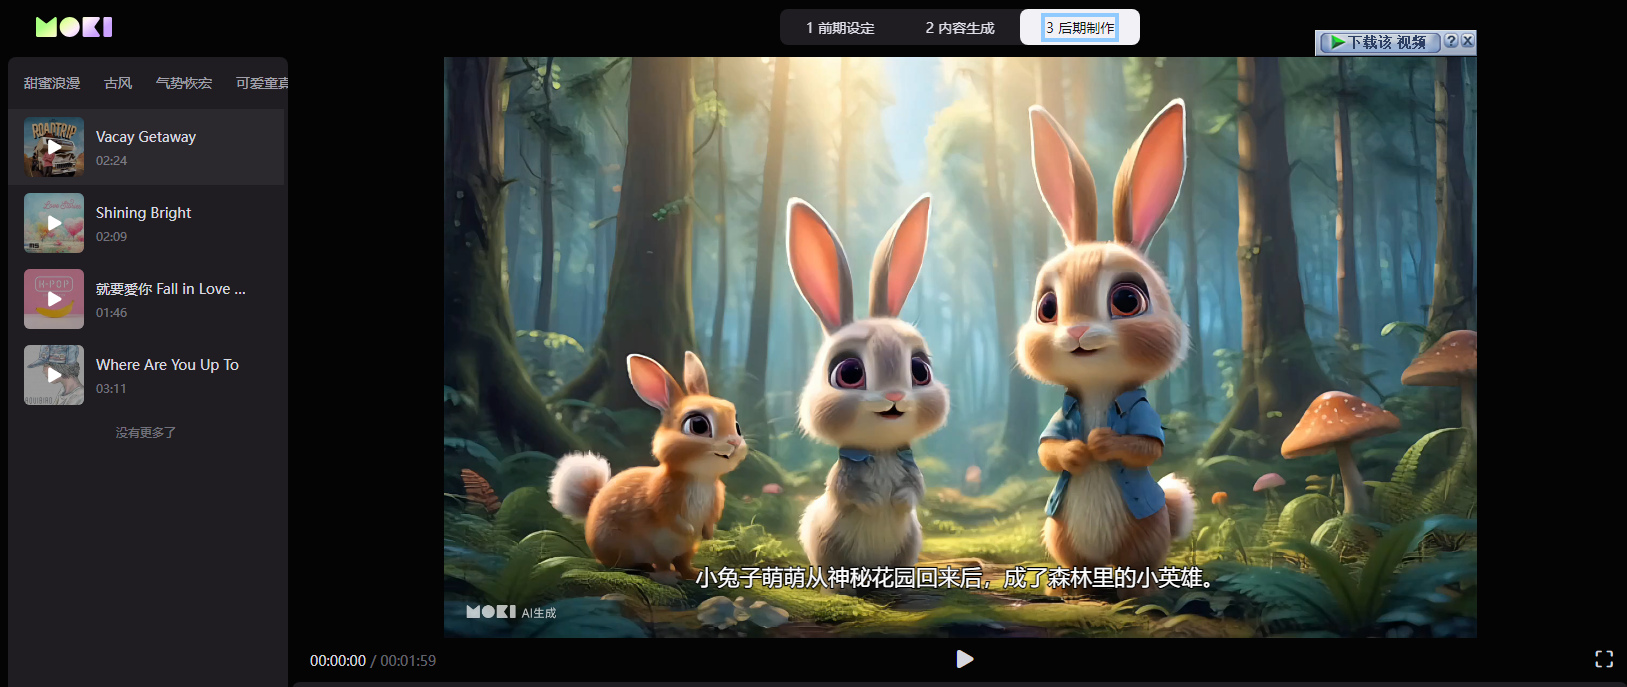 MOKI
1 前期设定
2 内容生成
3 后期制作
下载该 视频
甜蜜浪漫
古风
气势恢宏
可爱童真
ROADTRIP
Vacay Getaway
02:24
Shining Bright
02:09
K-POP
就要愛你 Fall in Love ...
01:46
Where Are You Up To
03:11
没有更多了
小兔子萌萌从神秘花园回来后，成了森林里的小英雄。
MOKI AI生成
00:00:00 / 00:01:59